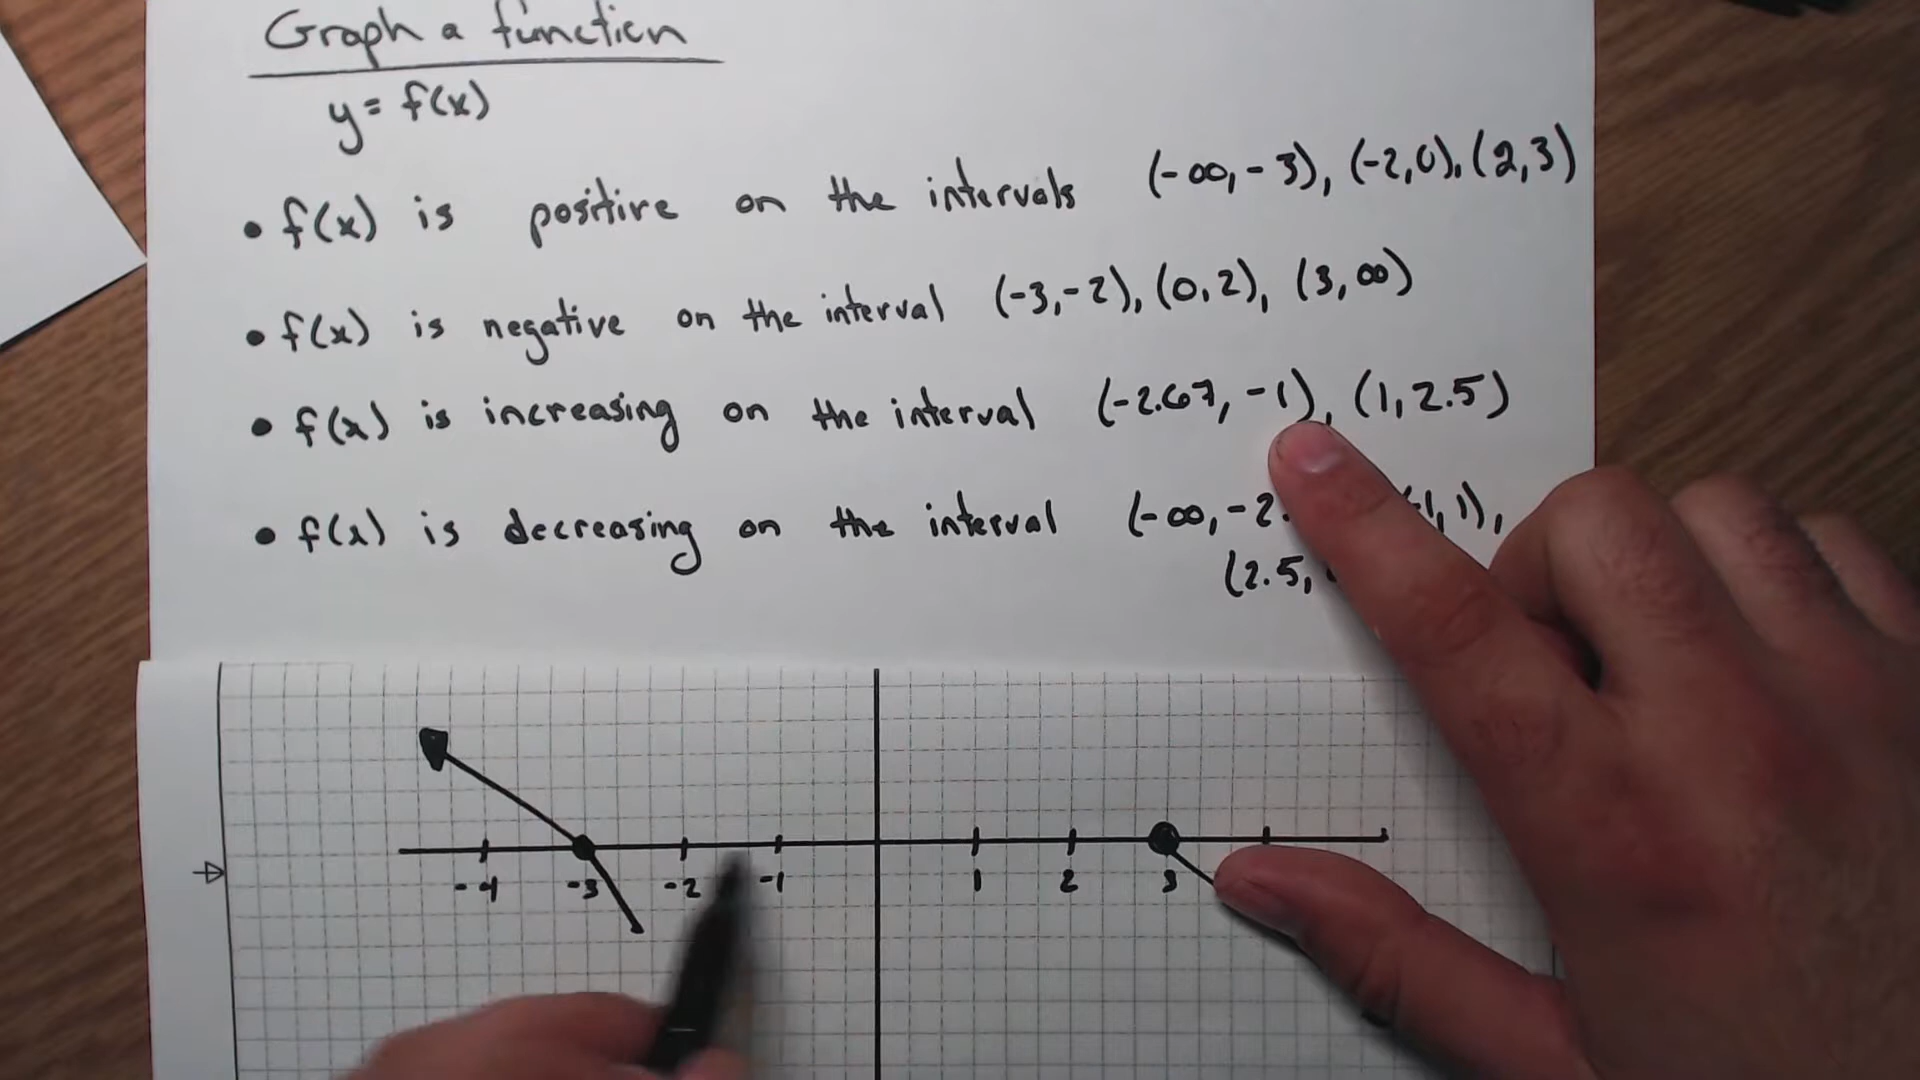 Graph a function
y = f(x)
• f(x) is positive on the intervals (-∞, -3), (-2,0), (2,3)
• f(x) is negative on the interval (-3,-2), (0,2), (3,∞)
• f(x) is increasing on the interval (-2.67, -1), (1, 2.5)
• f(x) is decreasing on the interval (-∞, -2. -1, 1),
(2.5,
-4 -3 -2 -1 1 2 3